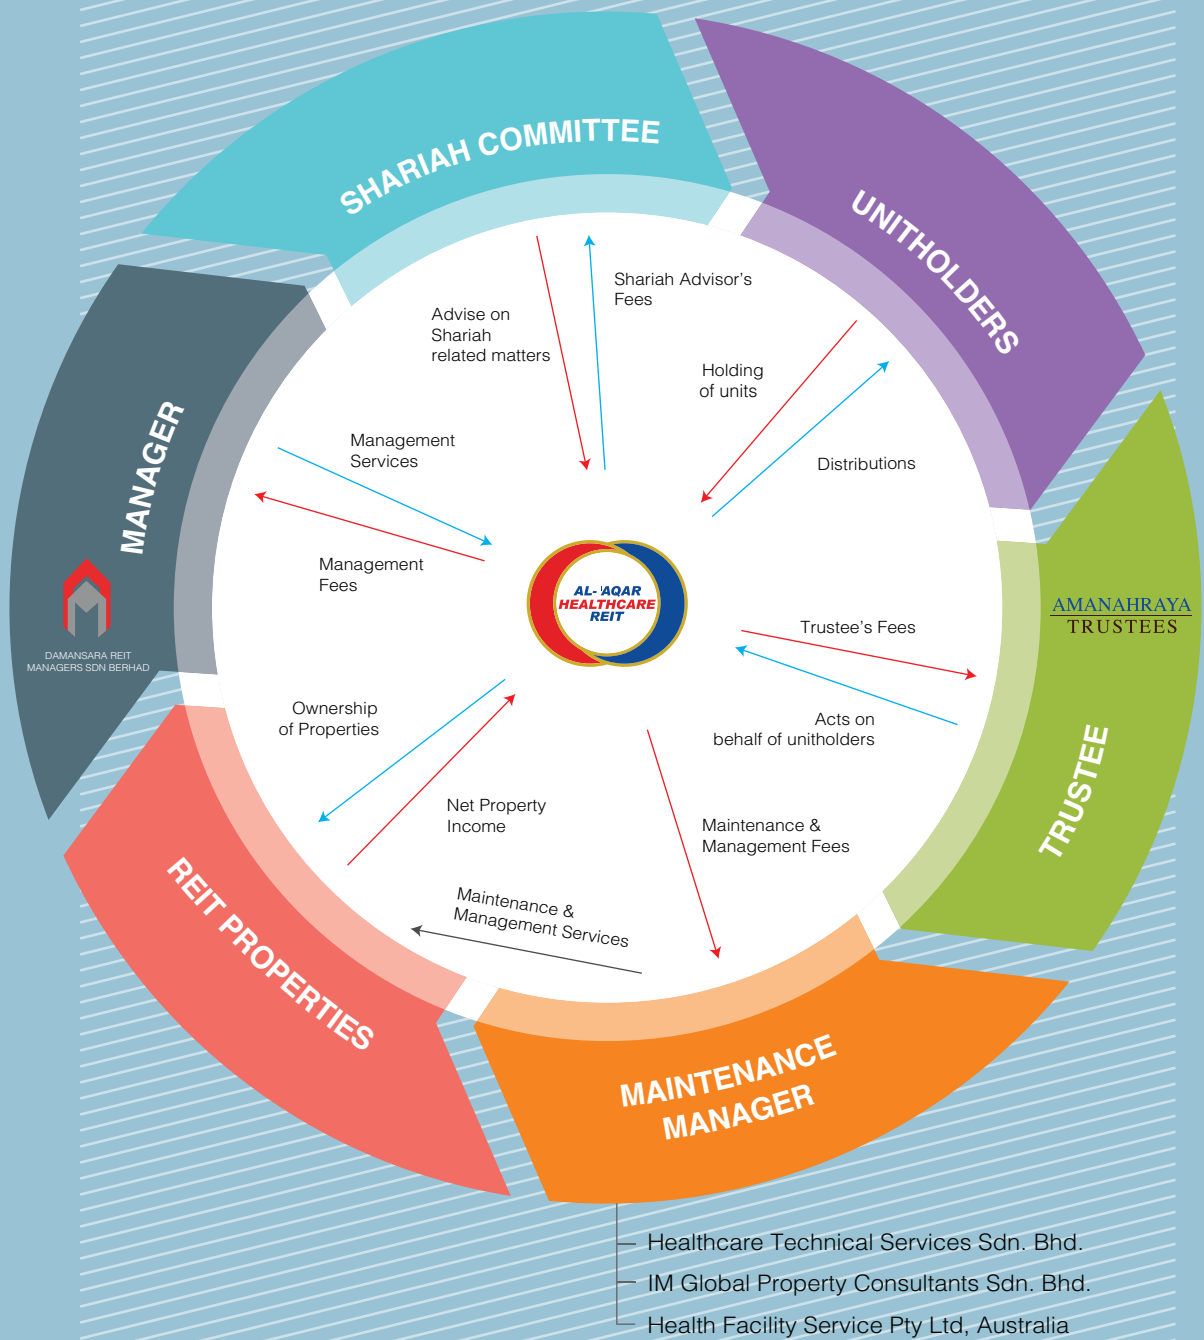 SHARIAH COMMITTEE
UNITHOLDERS
Shariah Advisor's
Fees
Advise on
Shariah
related matters
Holding
of units
MANAGER
Management
Services
Distributions
Management
Fees
AL-'AQAR
HEALTHCARE
REIT
AMANAHRAYA
TRUSTEES
Trustee's Fees
DAMANSARA REIT
MANAGERS SDN BERHAD
Ownership
of Properties
Acts on
behalf of unitholders
TRUSTEE
Net Property
Income
Maintenance &
Management Fees
REIT PROPERTIES
Maintenance &
Management Services
MAINTENANCE
MANAGER
Healthcare Technical Services Sdn. Bhd.
IM Global Property Consultants Sdn. Bhd.
Health Facility Service Pty Ltd, Australia